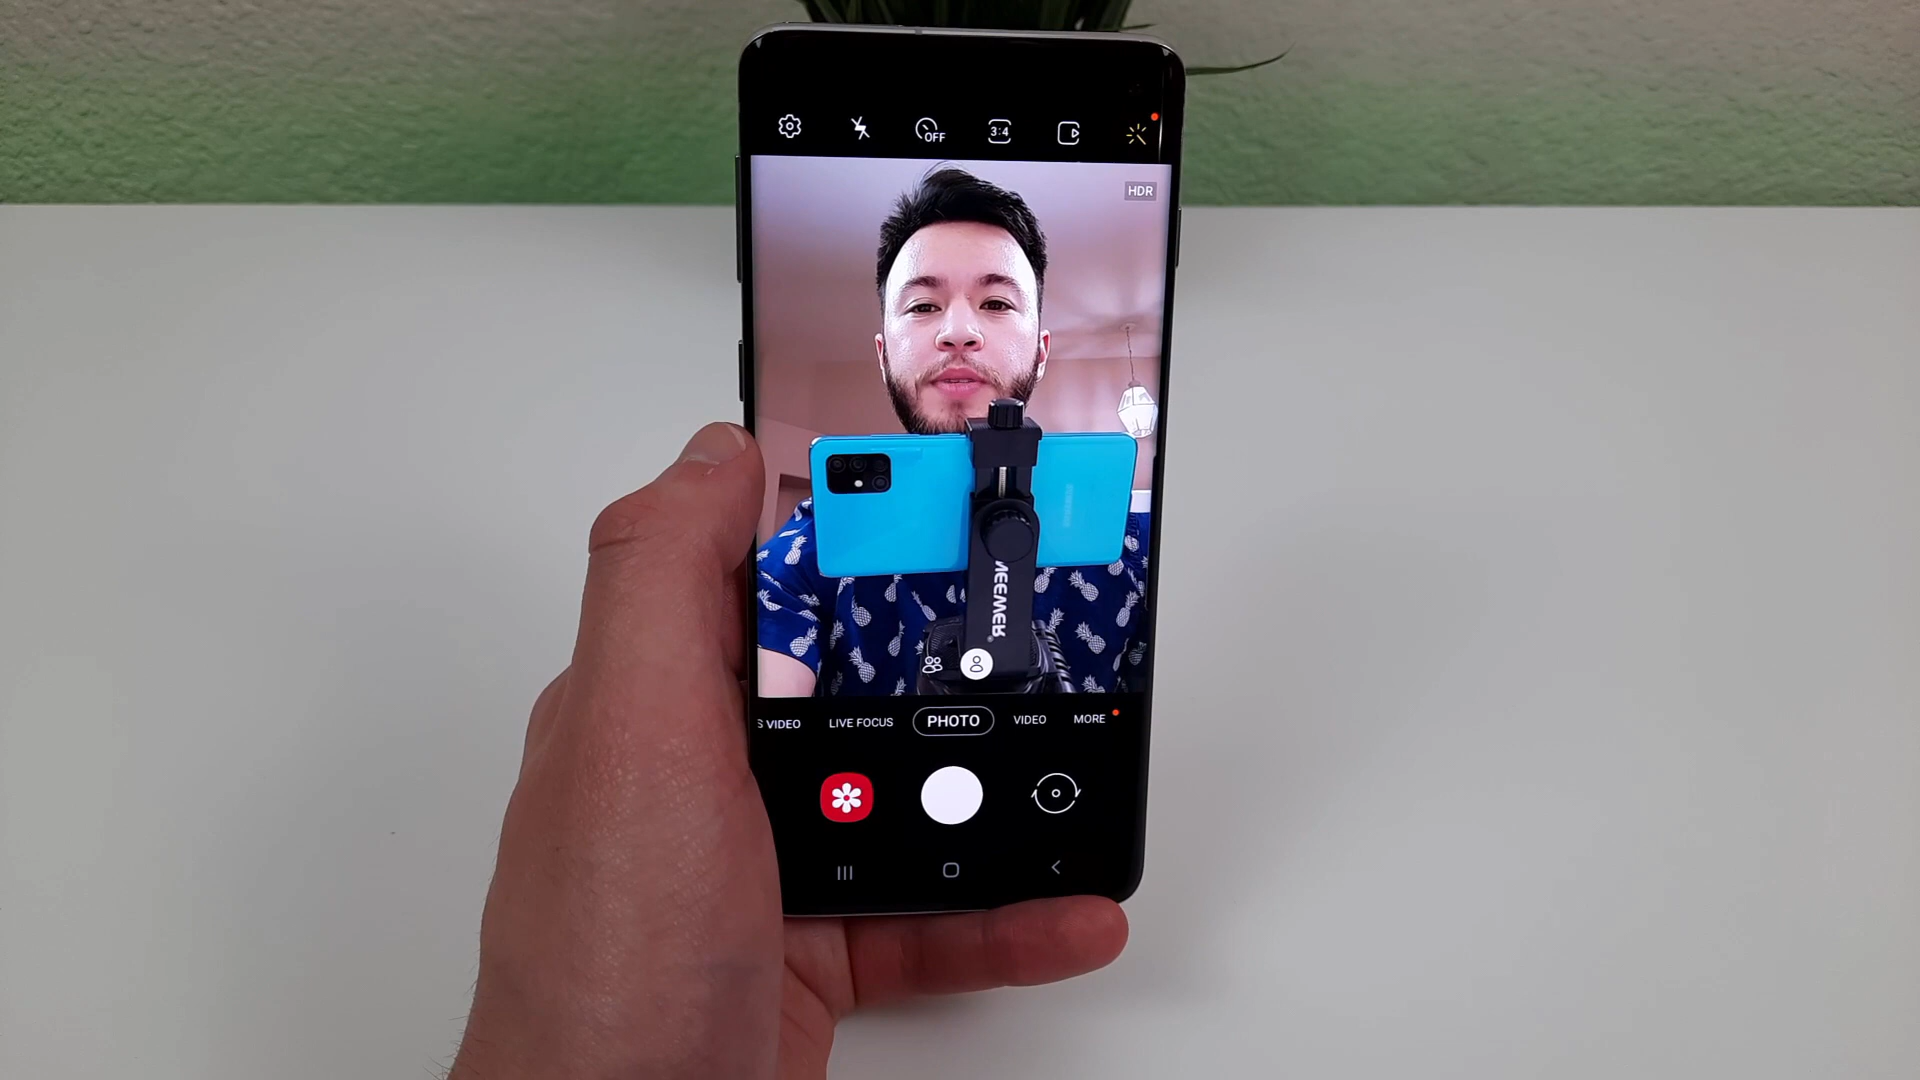 OFF
3:4
HDR
NEEWER®
S VIDEO LIVE FOCUS PHOTO VIDEO MORE